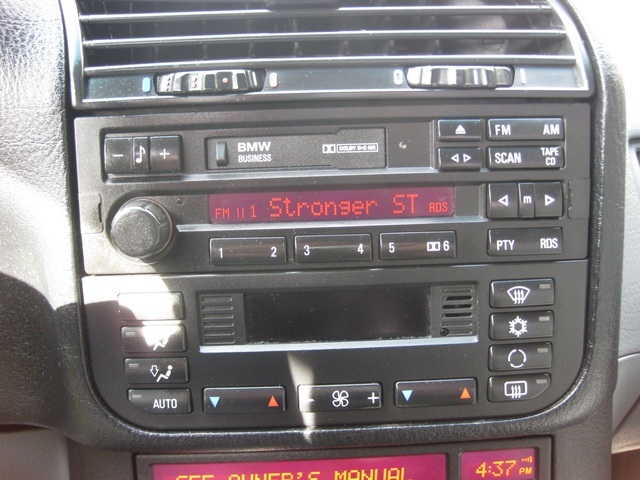 − ♪ +
BMW
BUSINESS
DOLBY B-C NR
FM AM
SCAN TAPE CD
FM II 1 Stronger ST RDS
m
1 2 3 4 5 6
PTY RDS
AUTO
- +
SEE OWNER'S MANUAL
4:37 PM